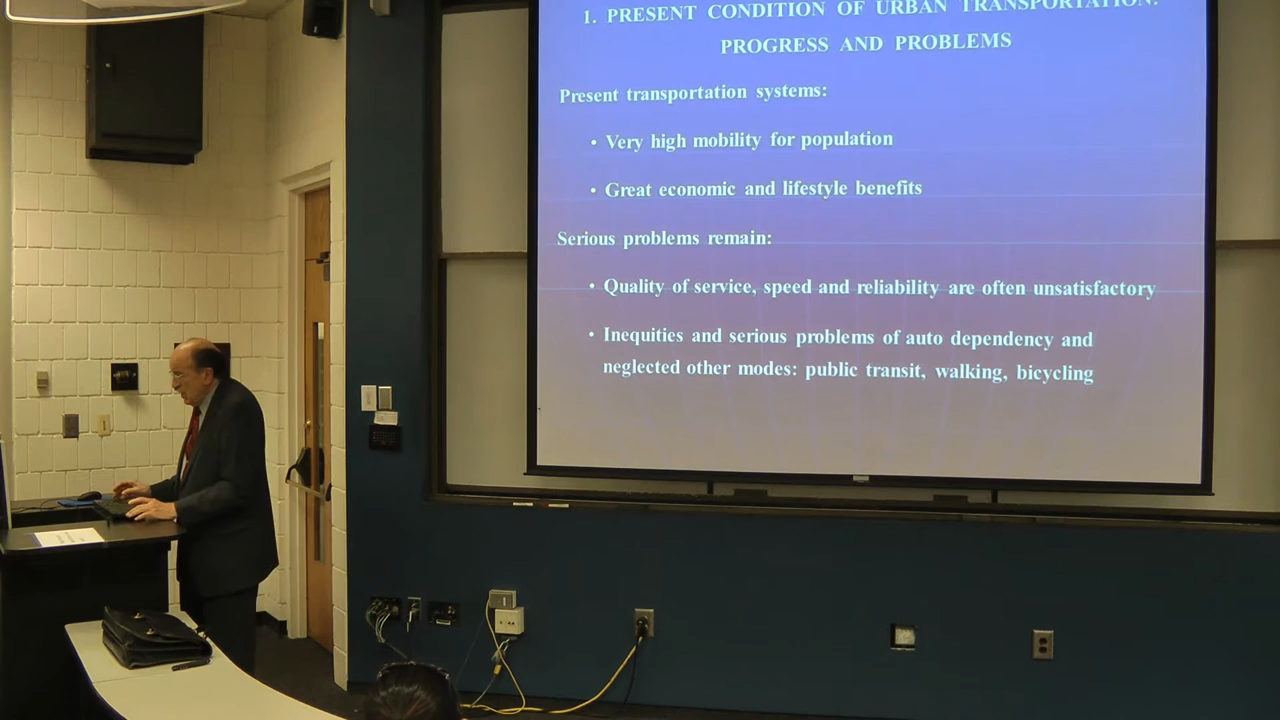 1. PRESENT CONDITION OF URBAN TRANSPORTATION:
PROGRESS AND PROBLEMS
Present transportation systems:
• Very high mobility for population
• Great economic and lifestyle benefits
Serious problems remain:
• Quality of service, speed and reliability are often unsatisfactory
• Inequities and serious problems of auto dependency and
neglected other modes: public transit, walking, bicycling